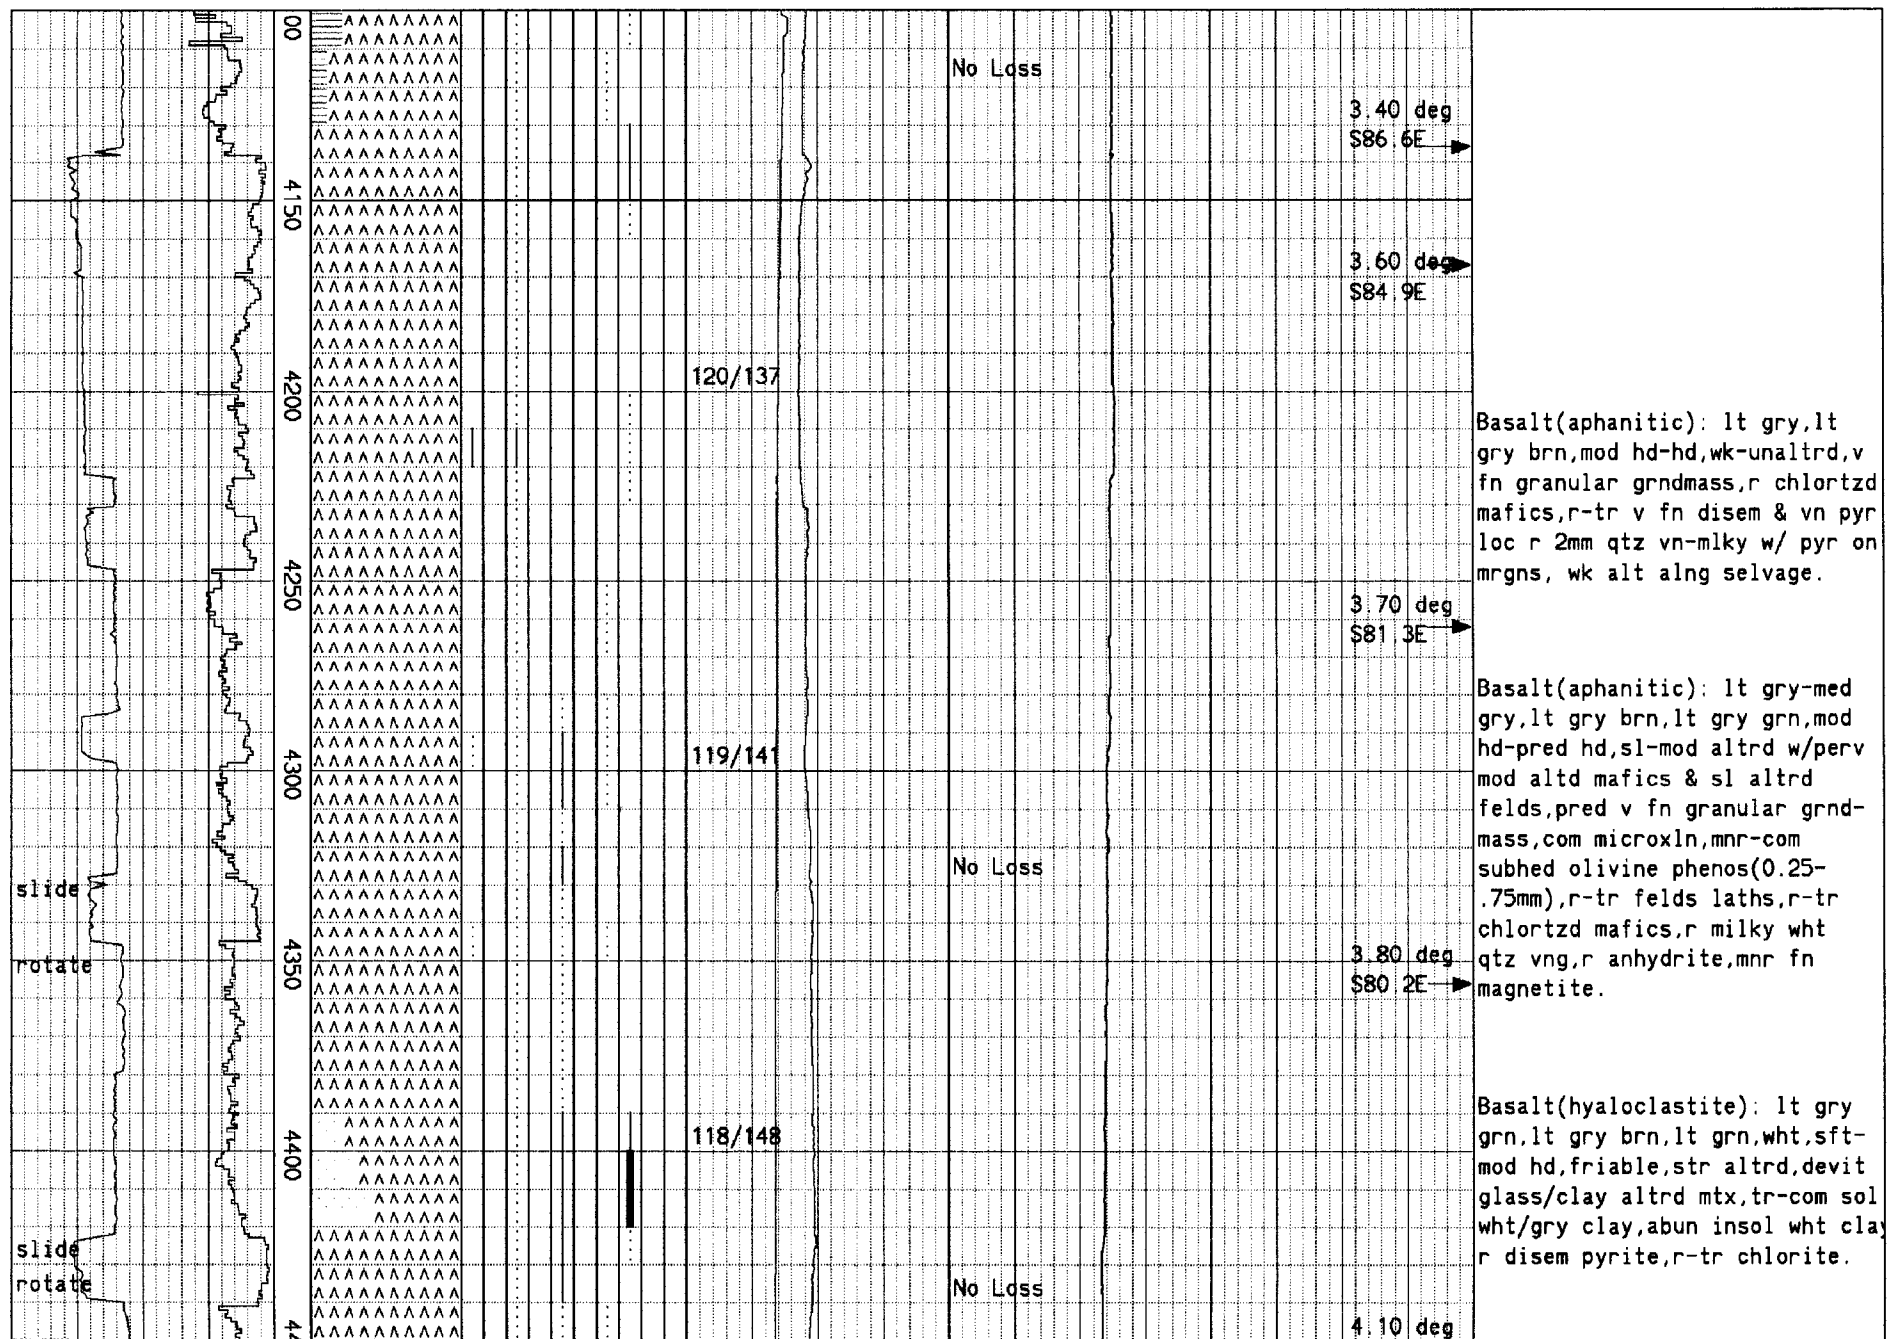 00
No Loss
3.40 deg
S86.6E
4150
3.60 deg
S84.9E
120/137
4200
Basalt(aphanitic): lt gry,lt
gry brn,mod hd-hd,wk-unaltrd,v
fn granular grndmass,r chlortzd
mafics,r-tr v fn disem & vn pyr
loc r 2mm qtz vn-mlky w/ pyr on
mrgns, wk alt alng selvage.
4250
3.70 deg
S81.3E
Basalt(aphanitic): lt gry-med
gry,lt gry brn,lt gry grn,mod
hd-pred hd,sl-mod altrd w/perv
mod altd mafics & sl altrd
felds,pred v fn granular grnd-
mass,com microxln,mnr-com
subhed olivine phenos(0.25-
.75mm),r-tr felds laths,r-tr
chlortzd mafics,r milky wht
qtz vng,r anhydrite,mnr fn
magnetite.
119/141
4300
No Loss
slide
rotate
4350
3.80 deg
S80.2E
118/148
4400
Basalt(hyaloclastite): lt gry
grn,lt gry brn,lt grn,wht,sft-
mod hd,friable,str altrd,devit
glass/clay altrd mtx,tr-com sol
wht/gry clay,abun insol wht clay
r disem pyrite,r-tr chlorite.
slide
rotate
No Loss
44
4.10 deg